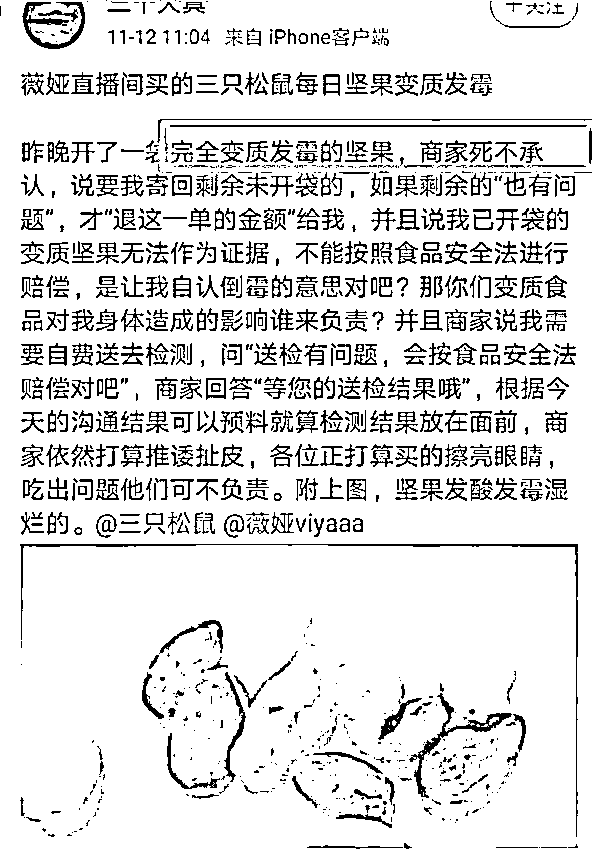 11-12 11:04 来自 iPhone客户端
薇娅直播间买的三只松鼠每日坚果变质发霉
昨晚开了一袋完全变质发霉的坚果，商家死不承
认，说要我寄回剩余未开袋的，如果剩余的“也有问
题”，才“退这一单的金额”给我，并且说我已开袋的
变质坚果无法作为证据，不能按照食品安全法进行
赔偿，是让我自认倒霉的意思对吧？那你们变质食
品对我身体造成的影响谁来负责？并且商家说我需
要自费送去检测，问“送检有问题，会按食品安全法
赔偿对吧”，商家回答“等您的送检结果哦”，根据今
天的沟通结果可以预料就算检测结果放在面前，商
家依然打算推诿扯皮，各位正打算买的擦亮眼睛，
吃出问题他们可不负责。附上图，坚果发酸发霉湿
烂的。@三只松鼠 @薇娅viyaaa